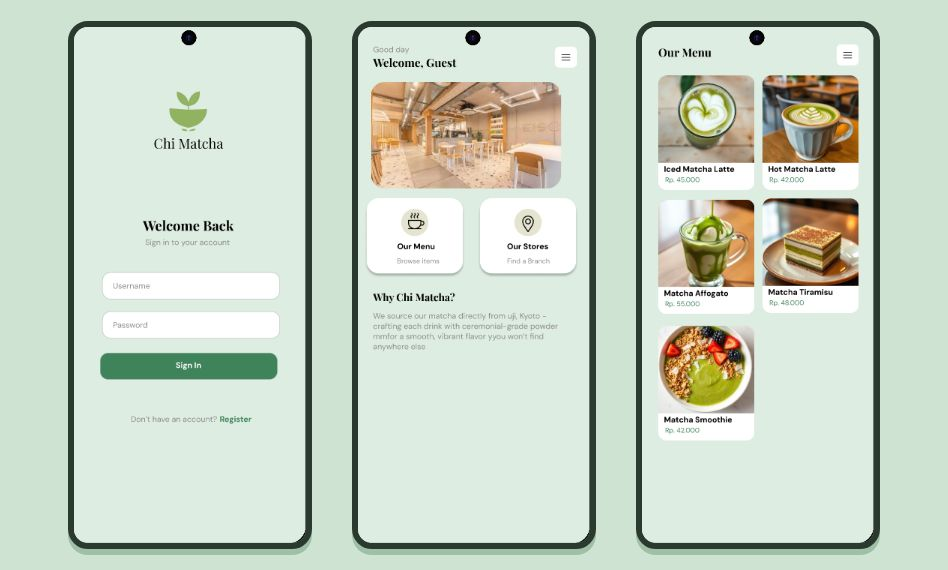 Chi Matcha
Welcome Back
Sign in to your account
Username
Password
Sign In
Don't have an account? Register
Good day
Welcome, Guest
Our Menu
Browse items
Our Stores
Find a Branch
Why Chi Matcha?
We source our matcha directly from uji, Kyoto -
crafting each drink with ceremonial-grade powder
mmfor a smooth, vibrant flavor yyou won't find
anywhere else.
Our Menu
Iced Matcha Latte
Rp. 45.000
Hot Matcha Latte
Rp. 42.000
Matcha Affogato
Rp. 55.000
Matcha Tiramisu
Rp. 48.000
Matcha Smoothie
Rp. 42.000